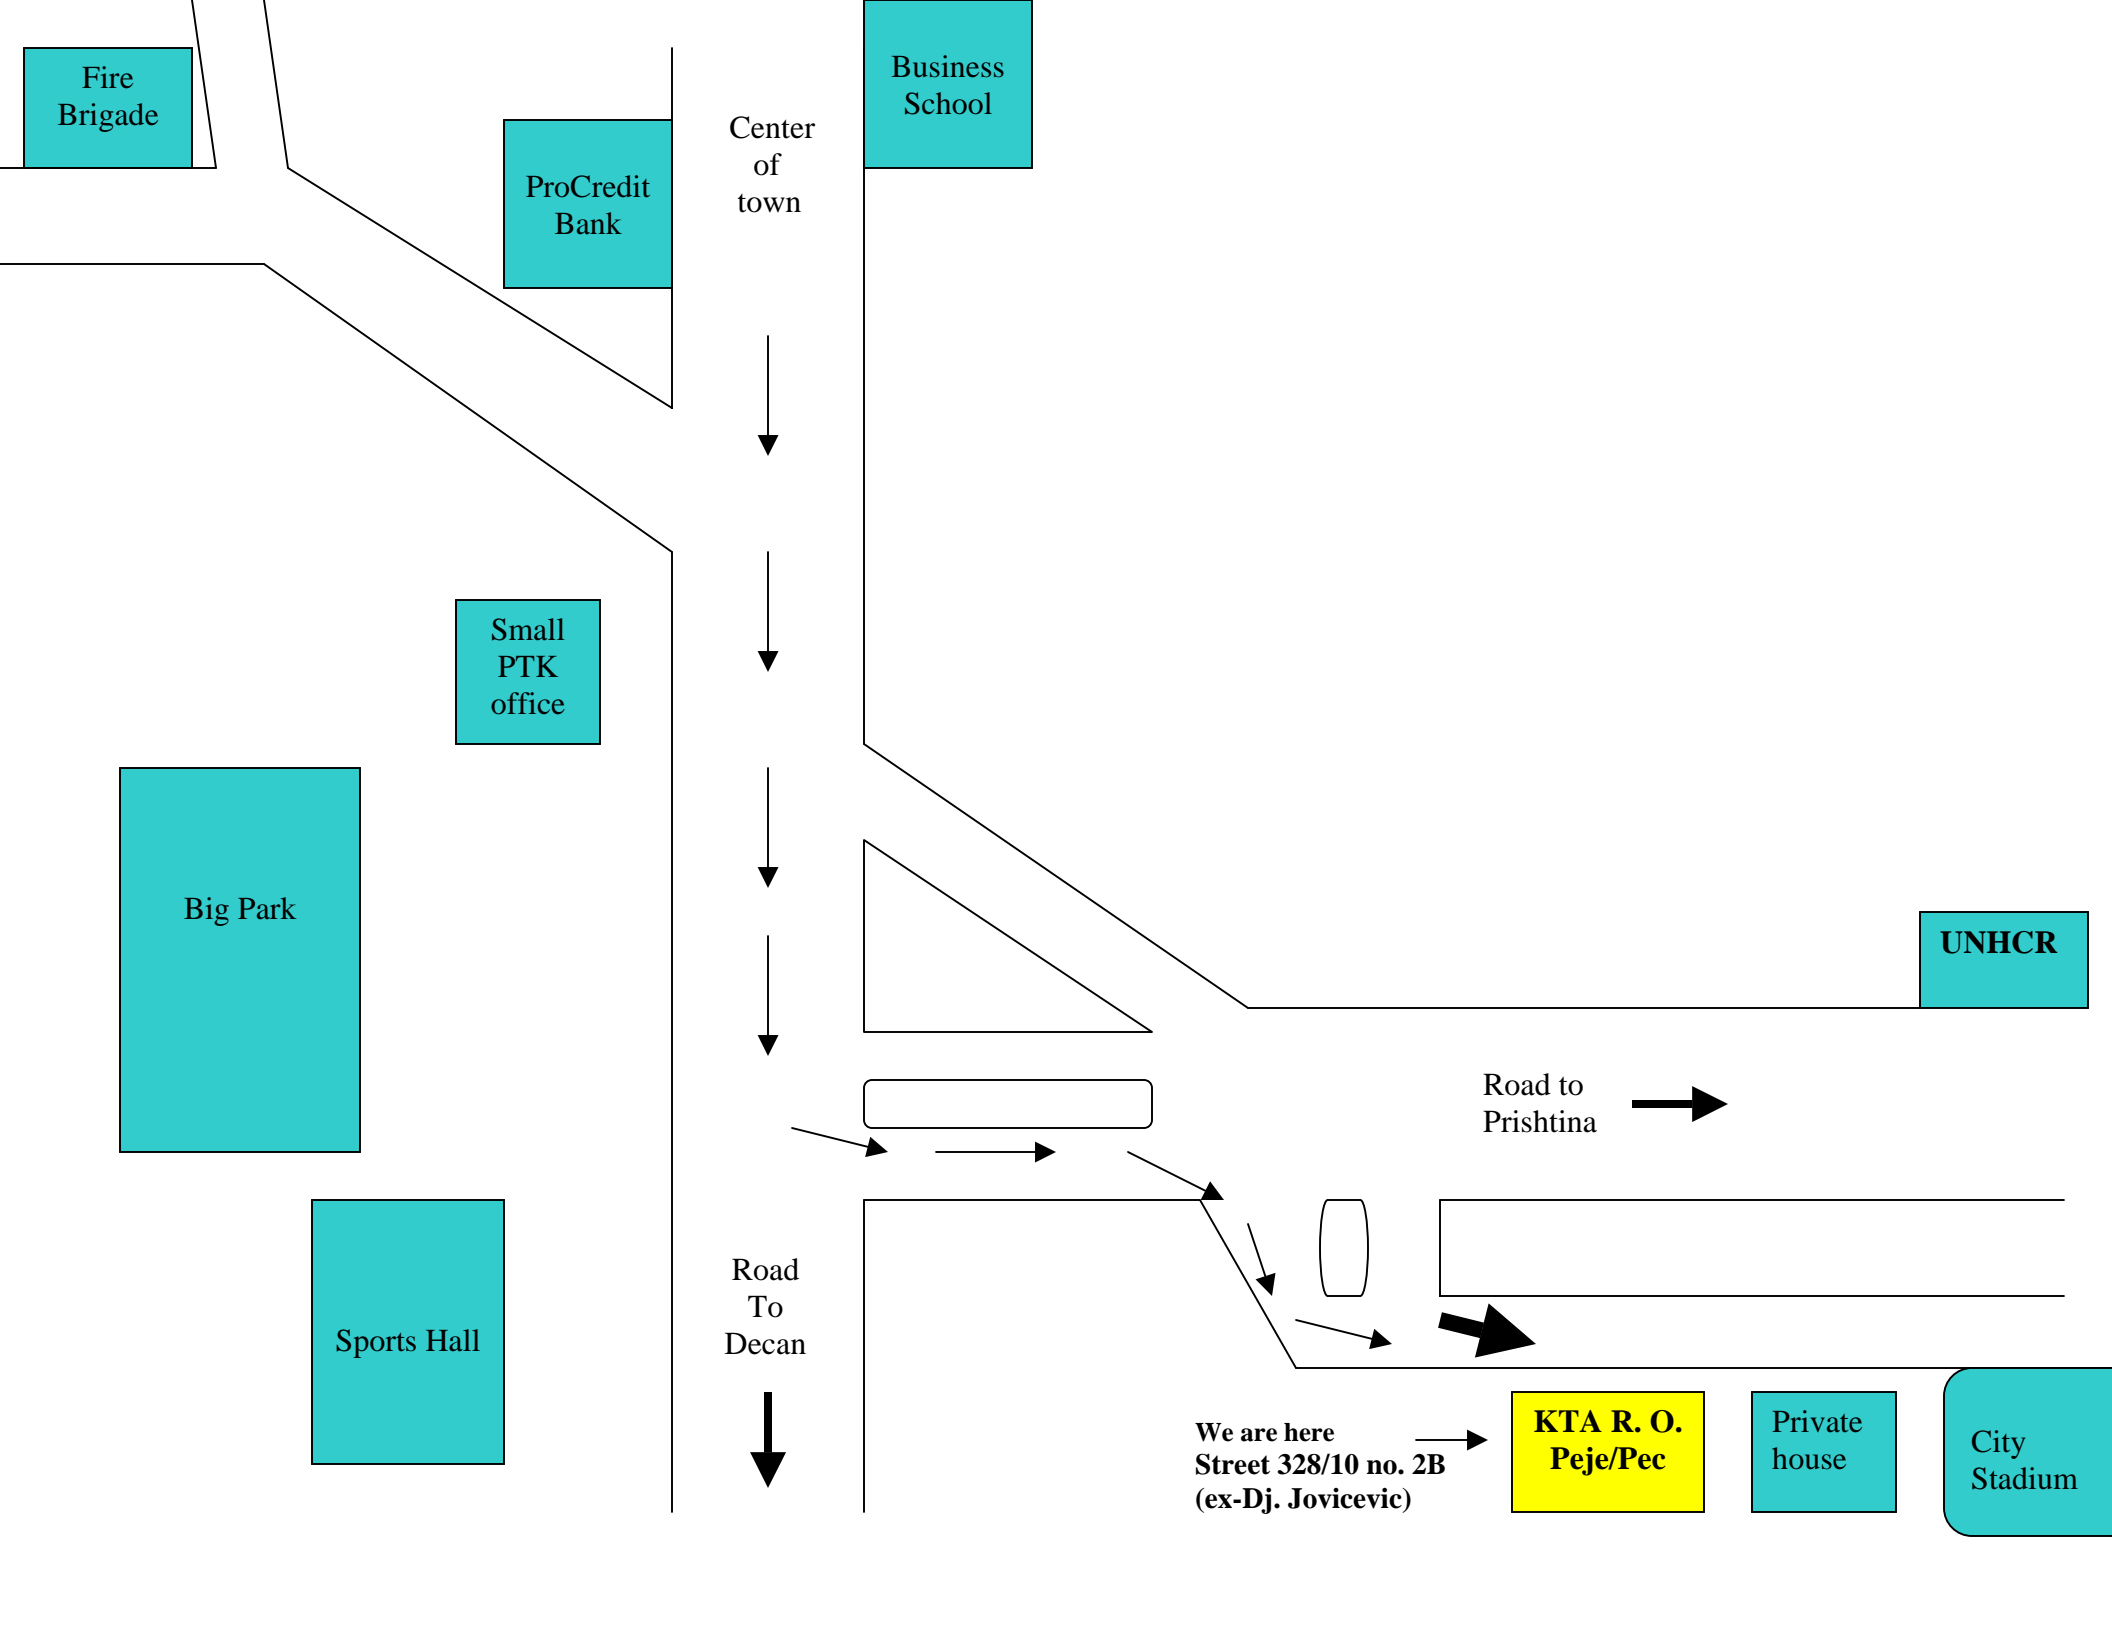 Fire
Brigade
Business
School
Center
of
town
ProCredit
Bank
Small
PTK
office
Big Park
UNHCR
Road to
Prishtina
Sports Hall
Road
To
Decan
We are here
Street 328/10 no. 2B
(ex-Dj. Jovicevic)
KTA R. O.
Peje/Pec
Private
house
City
Stadium